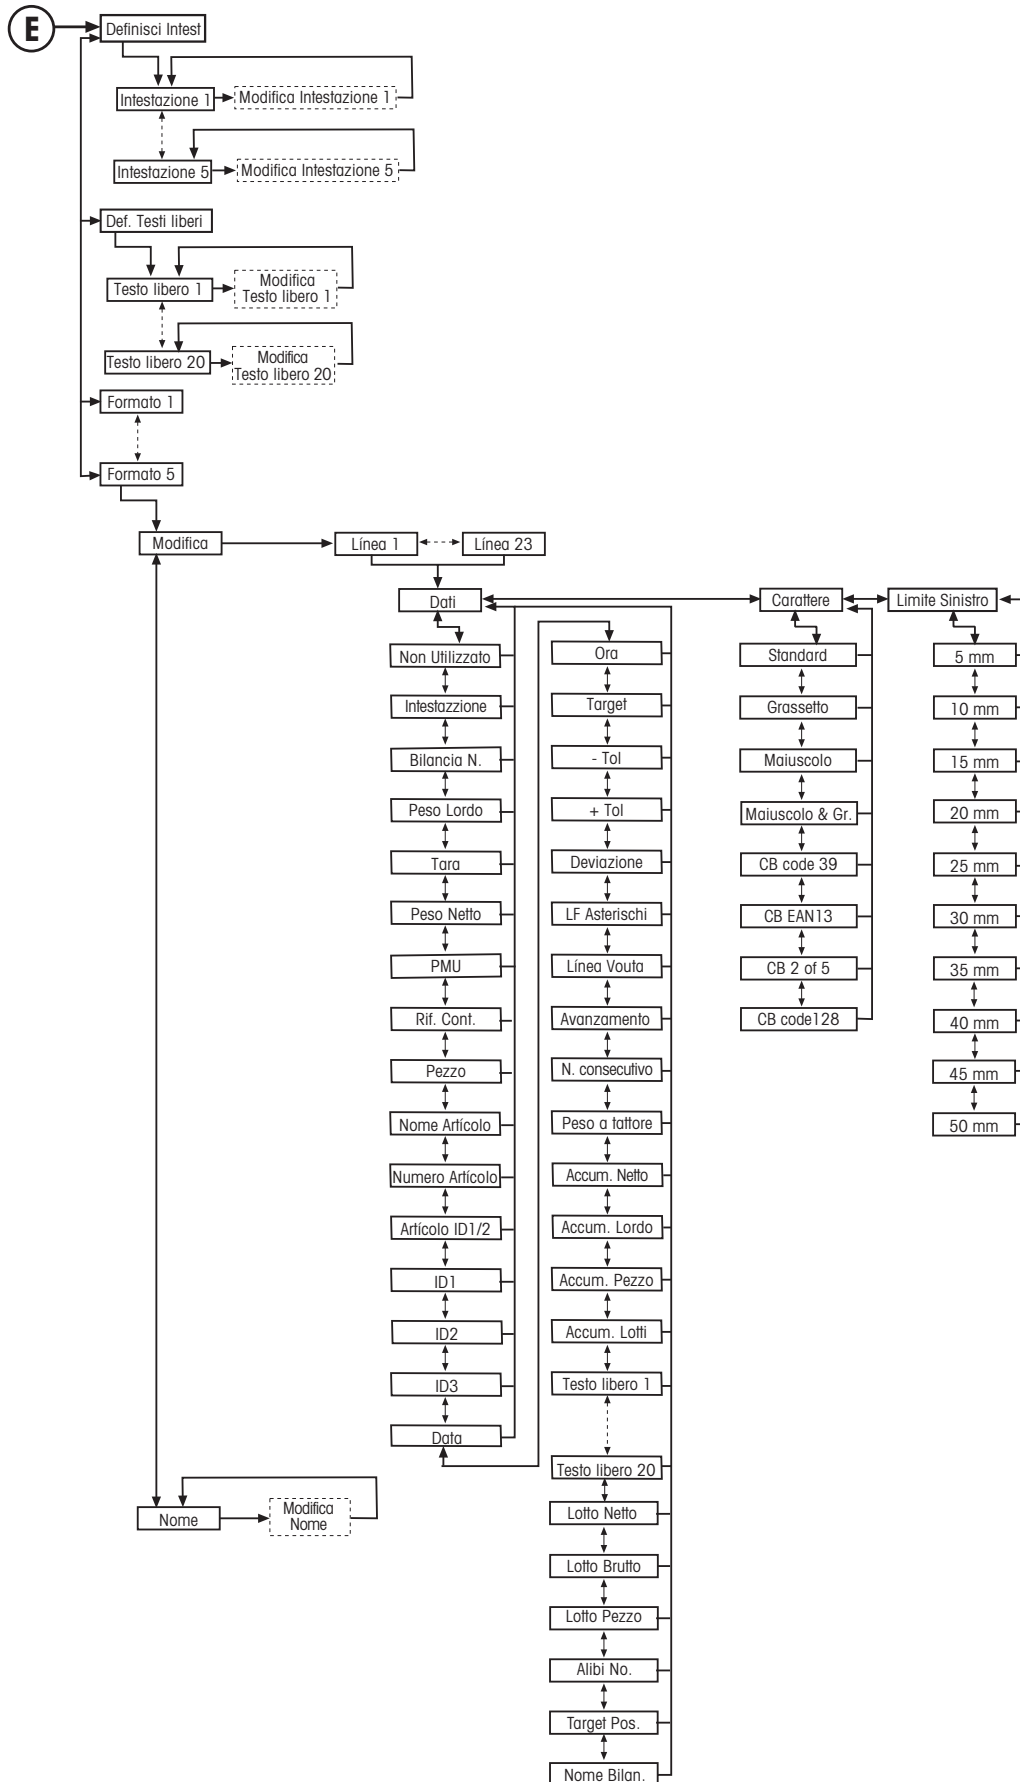 E
Definisci Intest
Intestazione 1
Modifica Intestazione 1
Intestazione 5
Modifica Intestazione 5
Def. Testi liberi
Testo libero 1
Modifica
Testo libero 1
Testo libero 20
Modifica
Testo libero 20
Formato 1
Formato 5
Modifica
Línea 1
Línea 23
Dati
Carattere
Limite Sinistro
Non Utilizzato
Intestazzione
Bilancia N.
Peso Lordo
Tara
Peso Netto
PMU
Rif. Cont.
Pezzo
Nome Artícolo
Numero Artícolo
Artícolo ID1/2
ID1
ID2
ID3
Data
Ora
Target
- Tol
+ Tol
Deviazione
LF Asterischi
Línea Vouta
Avanzamento
N. consecutivo
Peso a tattore
Accum. Netto
Accum. Lordo
Accum. Pezzo
Accum. Lotti
Testo libero 1
Testo libero 20
Lotto Netto
Lotto Brutto
Lotto Pezzo
Alibi No.
Target Pos.
Nome Bilan.
Standard
Grassetto
Maiuscolo
Maiuscolo & Gr.
CB code 39
CB EAN13
CB 2 of 5
CB code128
5 mm
10 mm
15 mm
20 mm
25 mm
30 mm
35 mm
40 mm
45 mm
50 mm
Nome
Modifica
Nome